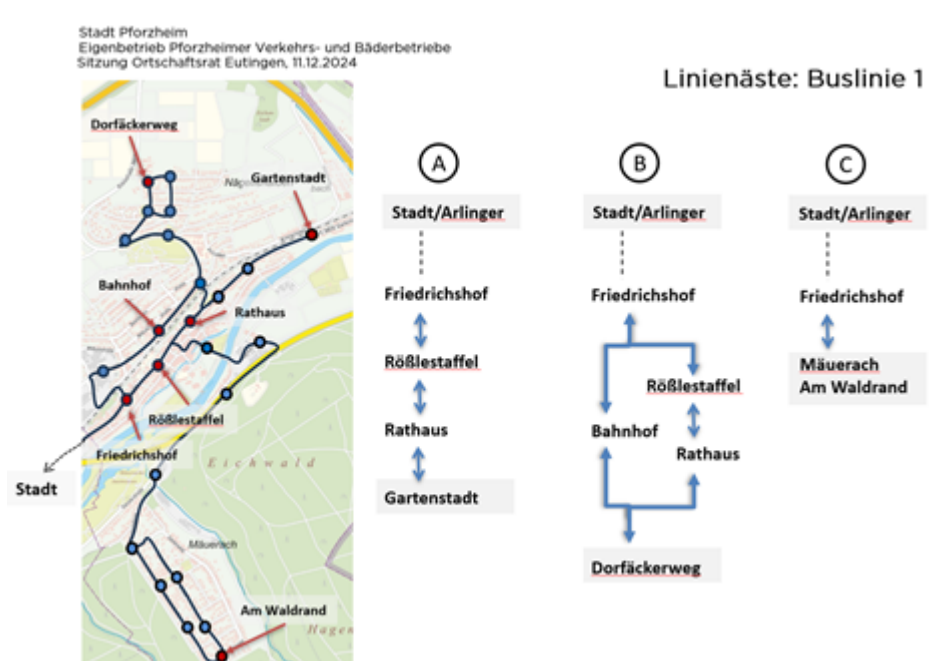 Stadt Pforzheim
Eigenbetrieb Pforzheimer Verkehrs- und Bäderbetriebe
Sitzung Ortschaftsrat Eutingen, 11.12.2024
Linienäste: Buslinie 1
Dorfäckerweg
Gartenstadt
Bahnhof
Rathaus
Rößlestaffel
Friedrichshof
Stadt
Eichwald
Mäuerach
Am Waldrand
Hagen
A
Stadt/Arlinger
Friedrichshof
Rößlestaffel
Rathaus
Gartenstadt
B
Stadt/Arlinger
Friedrichshof
Rößlestaffel
Bahnhof
Rathaus
Dorfäckerweg
C
Stadt/Arlinger
Friedrichshof
Mäuerach
Am Waldrand